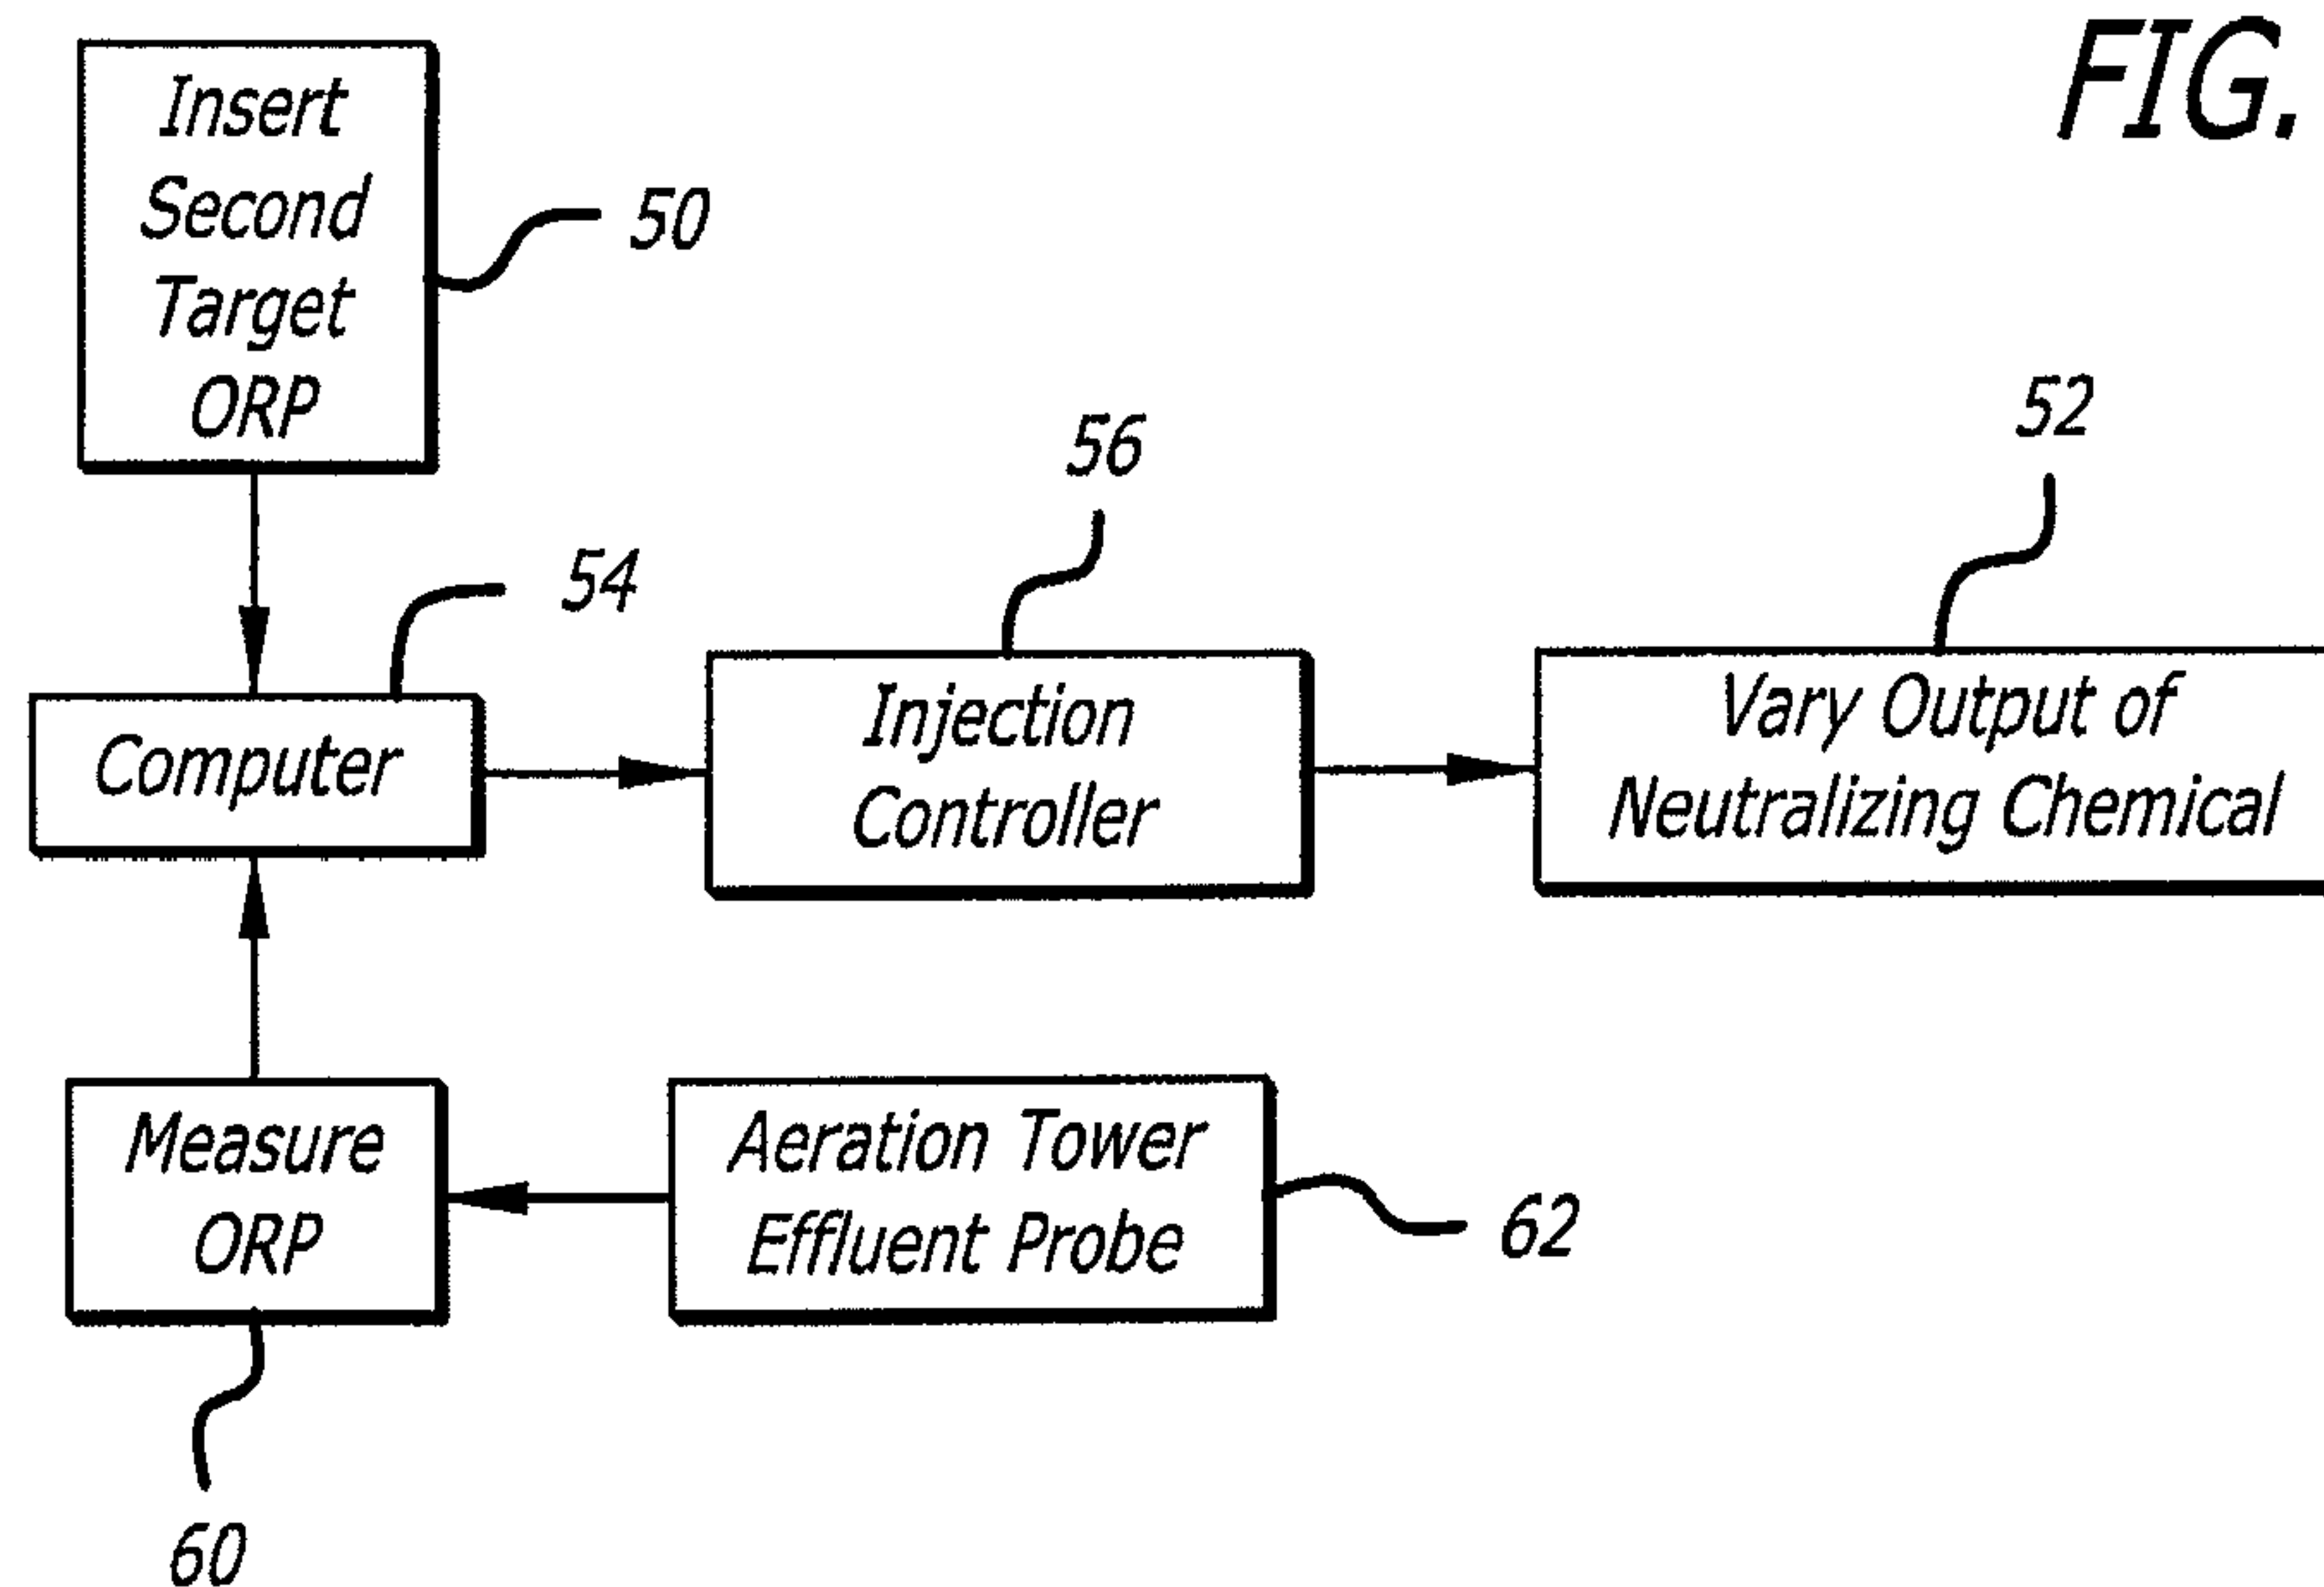 FIG.
Insert
Second
Target
ORP
50
54
Computer
56
Injection
Controller
52
Vary Output of
Neutralizing Chemical
Measure
ORP
60
Aeration Tower
Effluent Probe
62